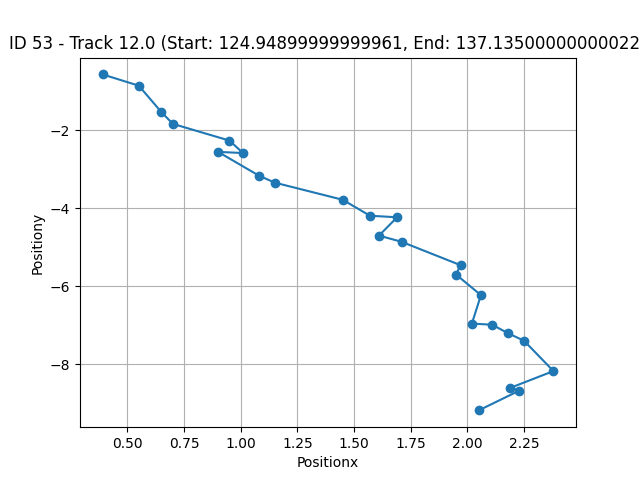 ID 53 - Track 12.0 (Start: 124.94899999999961, End: 137.13500000000022
−2
−4
−6
−8
Positiony
0.50 0.75 1.00 1.25 1.50 1.75 2.00 2.25
Positionx